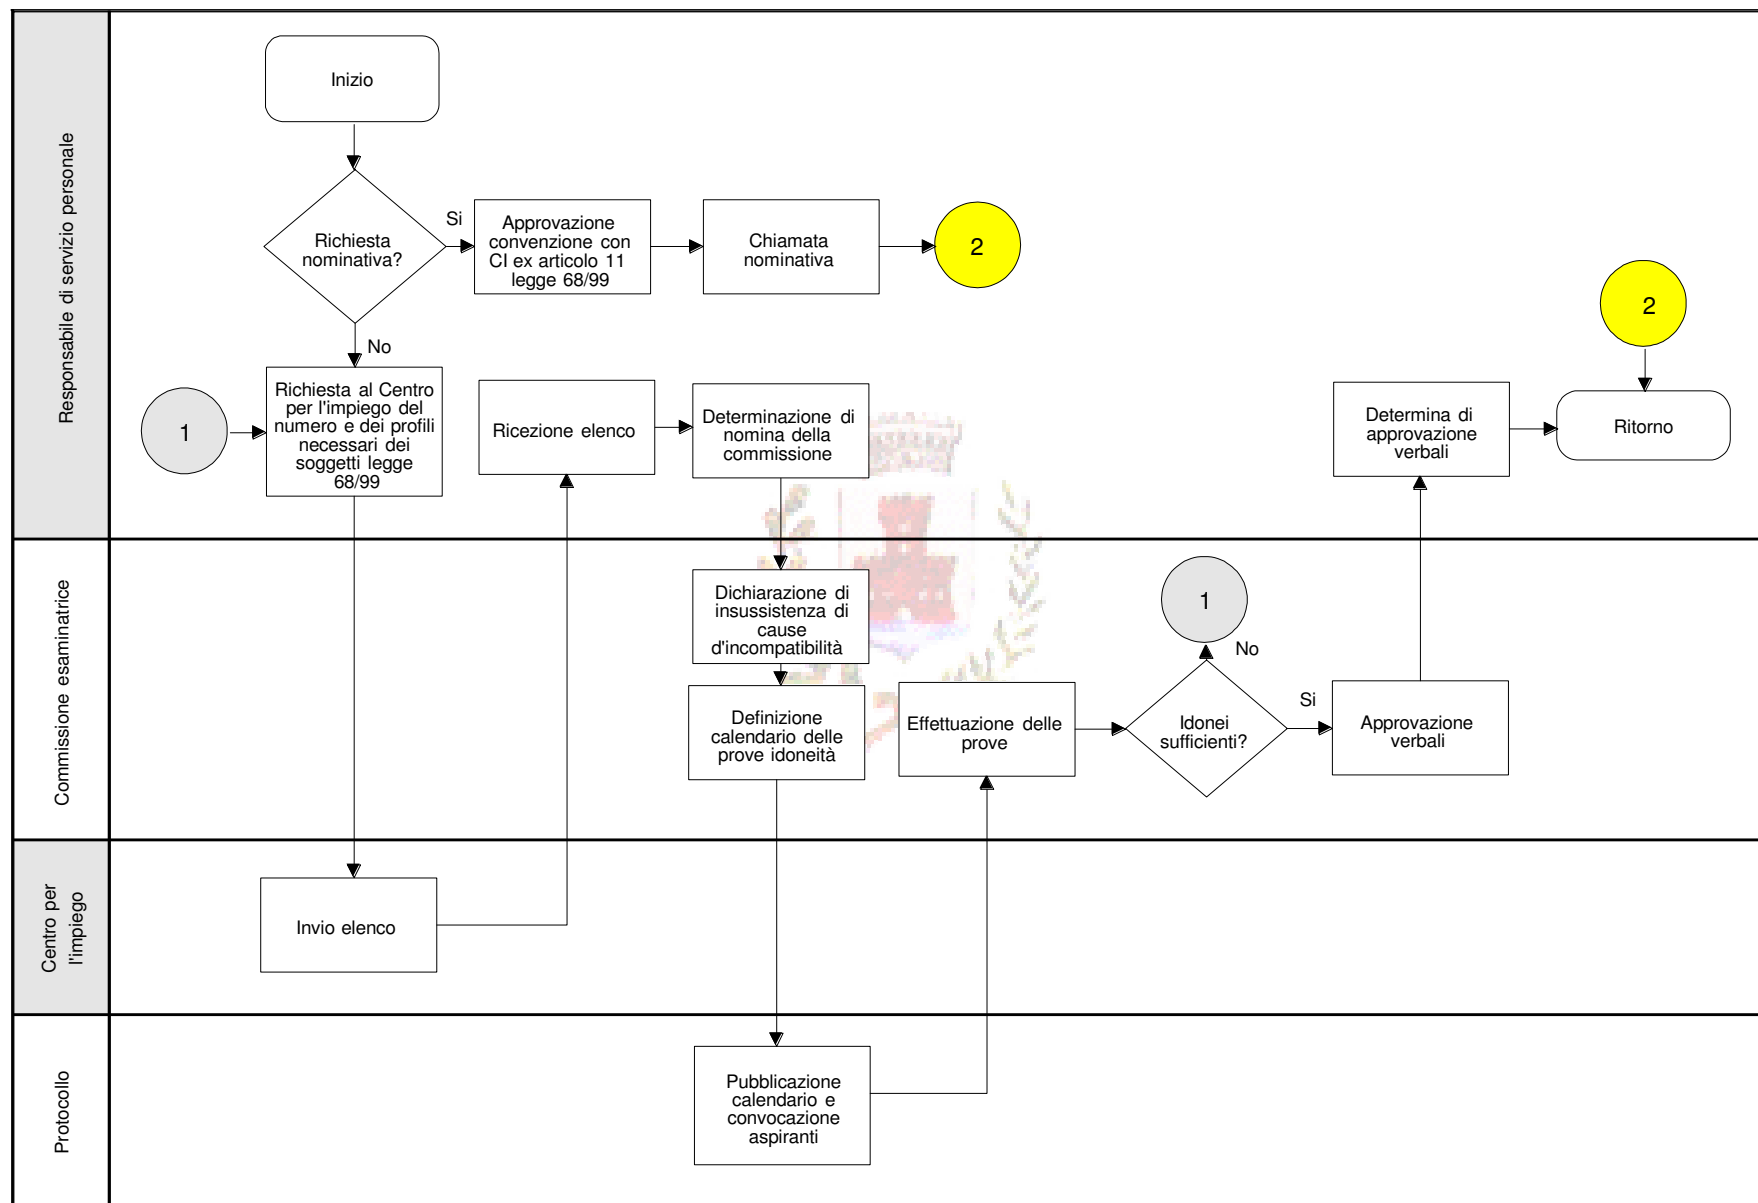 Responsabile di servizio personale
Inizio
Richiesta
nominativa?
Si
Approvazione
convenzione con
CI ex articolo 11
legge 68/99
Chiamata
nominativa
2
No
1
Richiesta al Centro
per l'impiego del
numero e dei profili
necessari dei
soggetti legge
68/99
Ricezione elenco
Determinazione di
nomina della
commissione
Determina di
approvazione
verbali
2
Ritorno
Commissione esaminatrice
Dichiarazione di
insussistenza di
cause
d'incompatibilità
Definizione
calendario delle
prove idoneità
Effettuazione delle
prove
1
No
Idonei
sufficienti?
Si
Approvazione
verbali
Centro per
l'impiego
Invio elenco
Protocollo
Pubblicazione
calendario e
convocazione
aspiranti